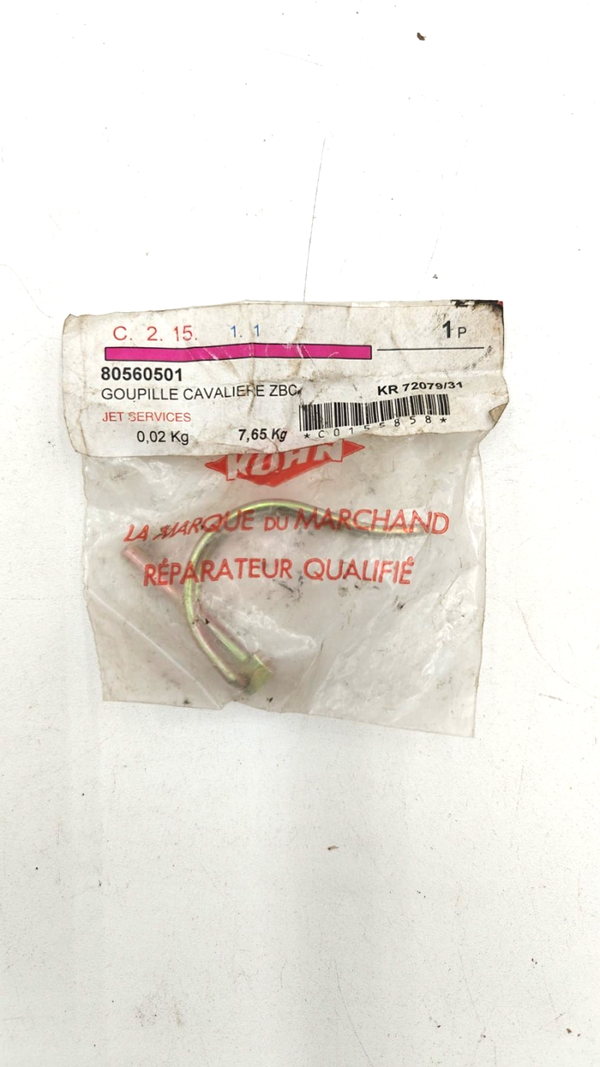 C. 2. 15. 1. 1 1 P
80560501
GOUPILLE CAVALIERE ZBC KR 72079/31
JET SERVICES
0,02 Kg 7,65 Kg *C0155858*
KUHN
LA MARQUE DU MARCHAND
RÉPARATEUR QUALIFIÉ